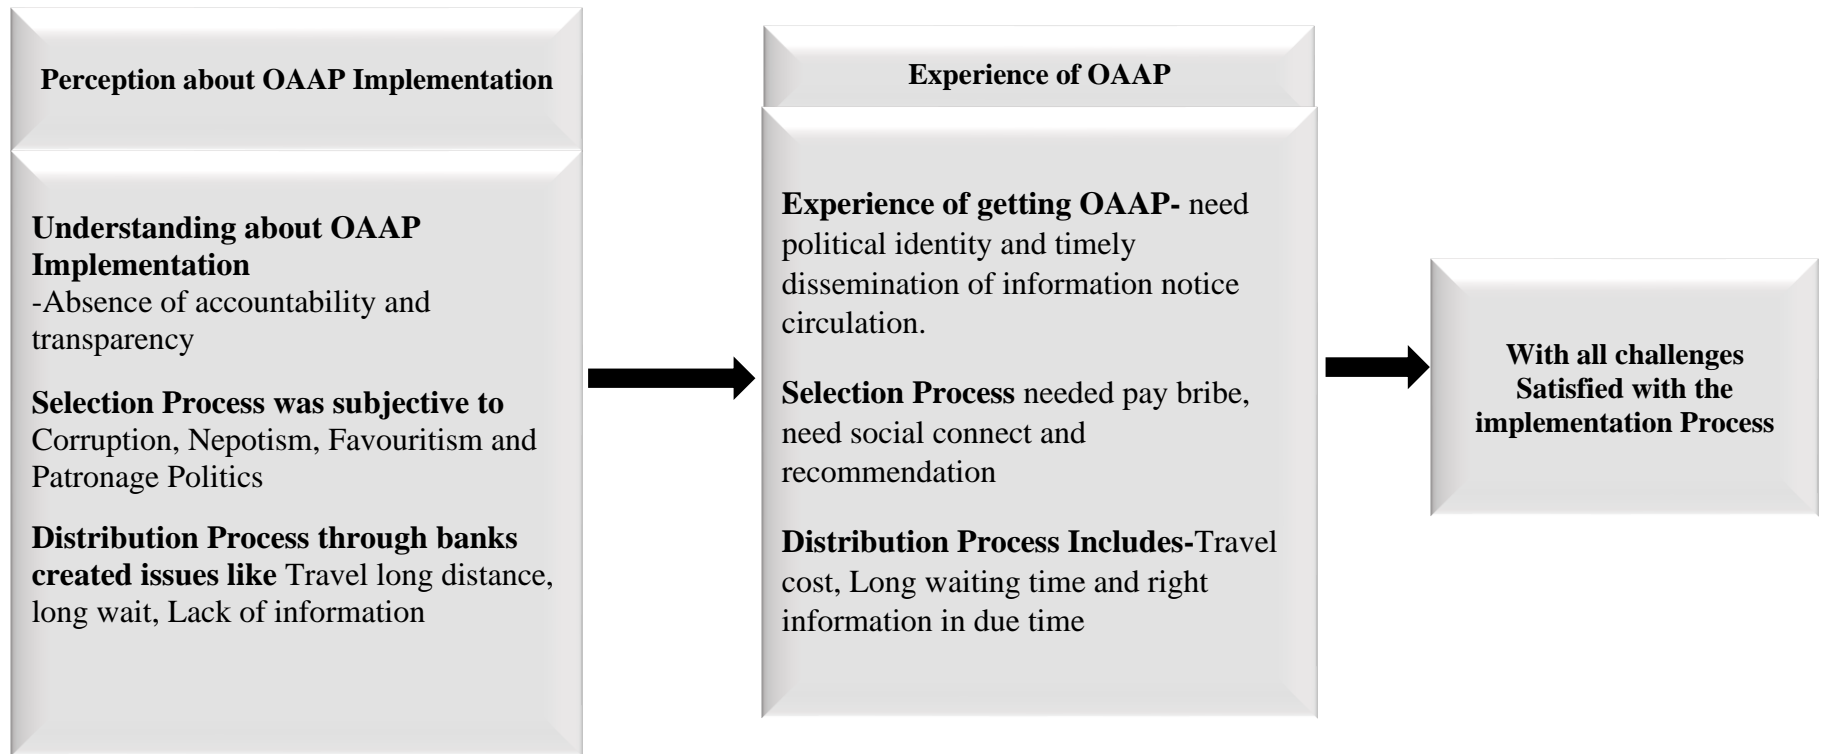 Perception about OAAP Implementation
Understanding about OAAP
Implementation
-Absence of accountability and
transparency
Selection Process was subjective to
Corruption, Nepotism, Favouritism and
Patronage Politics
Distribution Process through banks
created issues like Travel long distance,
long wait, Lack of information
Experience of OAAP
Experience of getting OAAP- need
political identity and timely
dissemination of information notice
circulation.
Selection Process needed pay bribe,
need social connect and
recommendation
Distribution Process Includes-Travel
cost, Long waiting time and right
information in due time
With all challenges
Satisfied with the
implementation Process